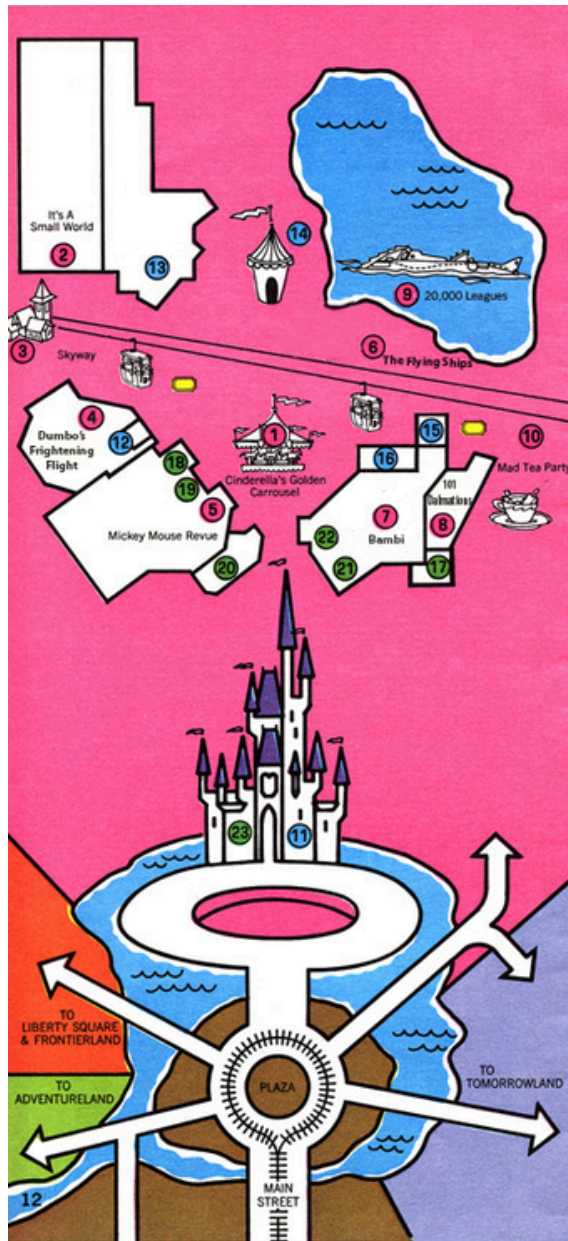 It's A
Small World
2
13
14
9
20,000 Leagues
3
Skyway
6
The Flying Ships
4
Dumbo's
Frightening
Flight
12
18
19
5
Mickey Mouse Revue
20
1
Cinderella's Golden
Carrousel
15
16
10
Mad Tea Party
101
Dalmations
7
Bambi
8
22
21
17
23
11
TO
LIBERTY SQUARE
& FRONTIERLAND
TO
ADVENTURELAND
PLAZA
TO
TOMORROWLAND
MAIN
STREET
12